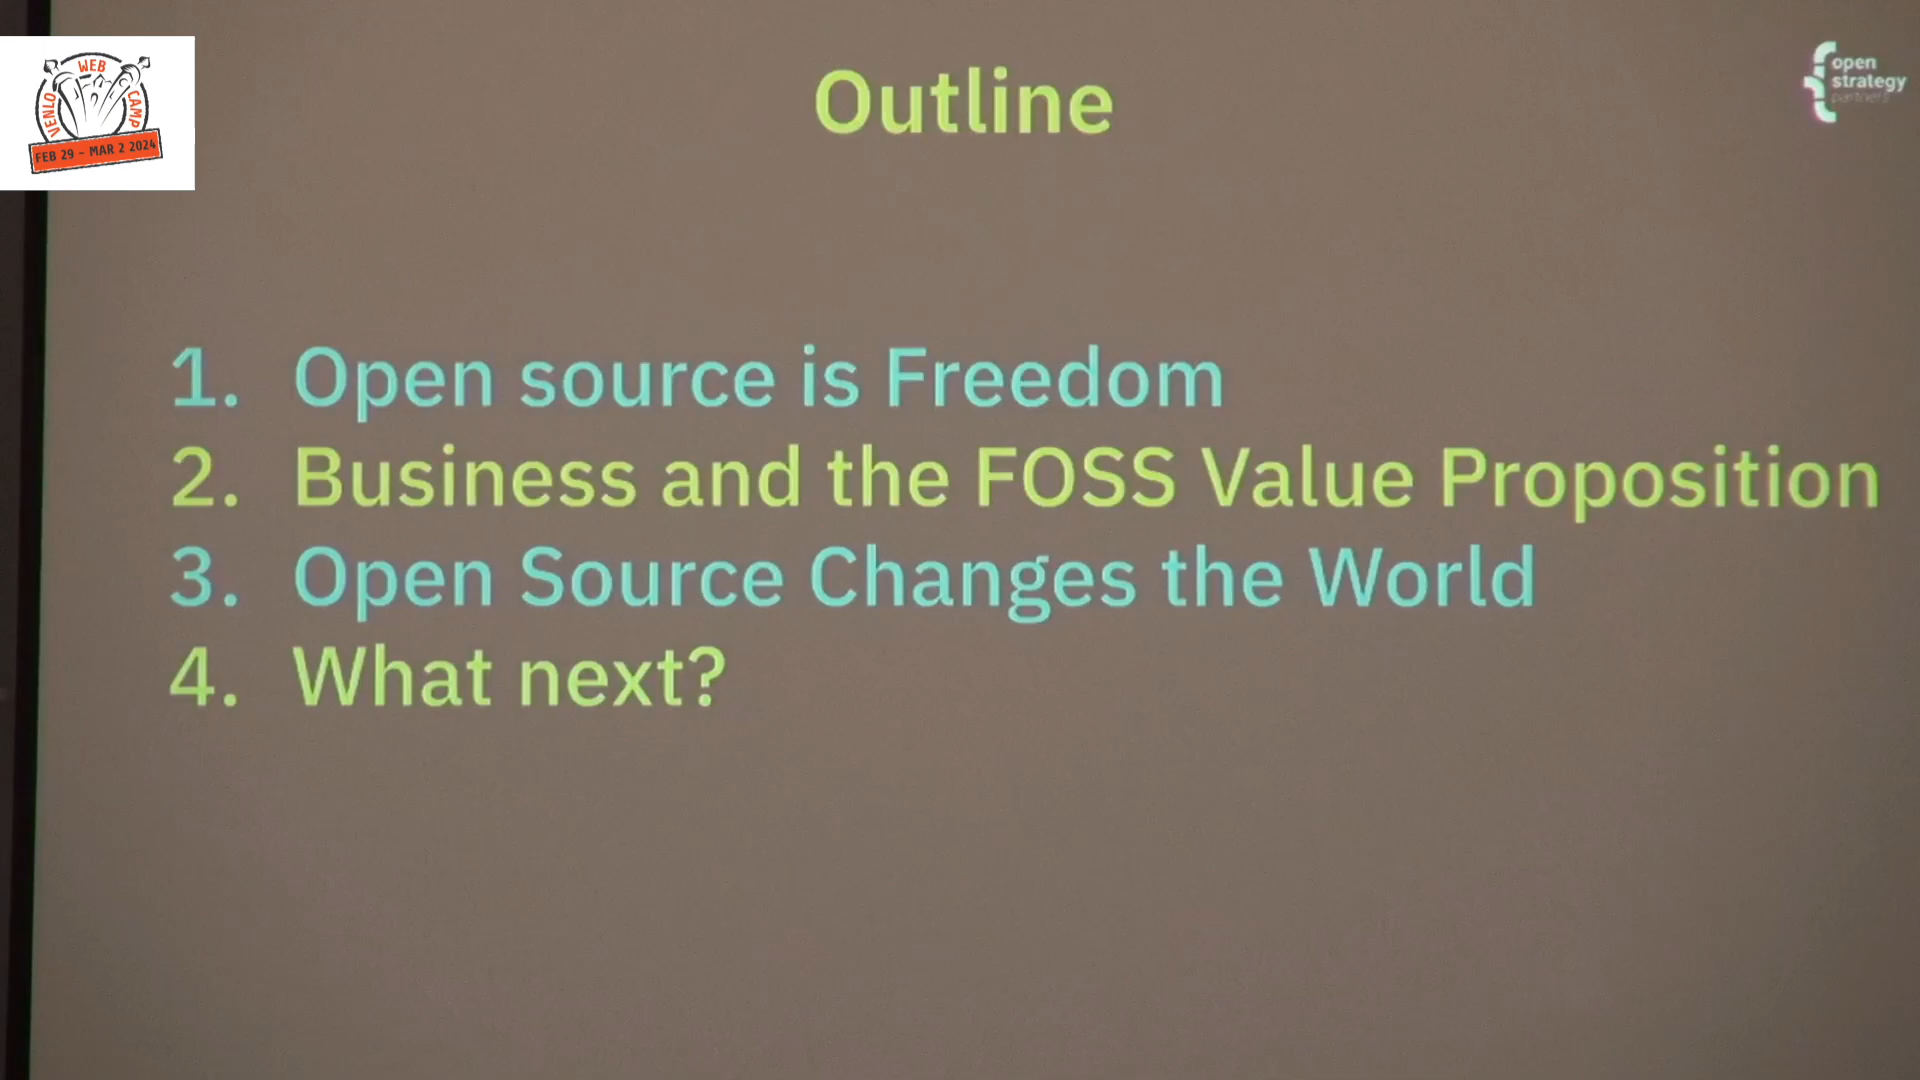 WEB
VENLO
CAMP
FEB 29 - MAR 2 2024
Outline
open
strategy
partners
1. Open source is Freedom
2. Business and the FOSS Value Proposition
3. Open Source Changes the World
4. What next?